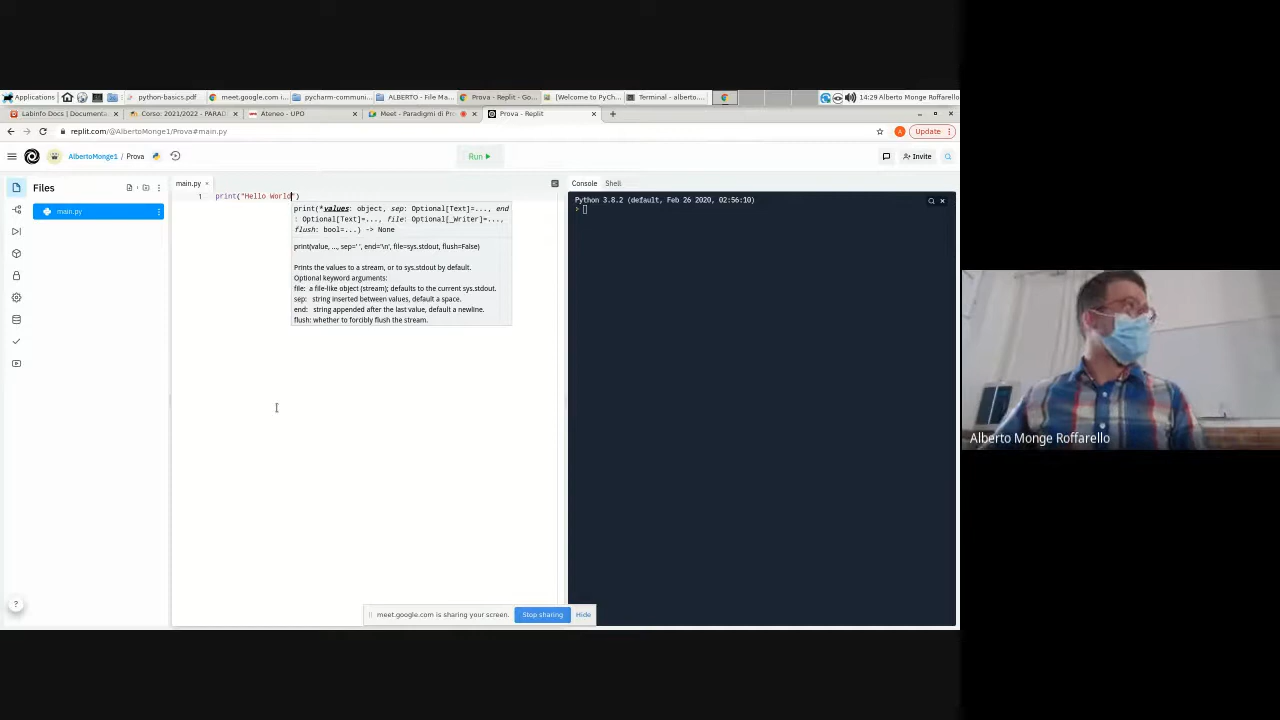 Applications
python-basics.pdf
meet.google.com i...
pycharm-communi...
ALBERTO - File Ma...
Prova - Replit - Go...
[Welcome to PyCh...
Terminal - alberto....
14:29 Alberto Monge Roffarello
Labinfo Docs | Document
Corso: 2021/2022 - PARAD
Ateneo - UPO
Meet - Paradigmi di Pr
Prova - Replit
replit.com/@AlbertoMonge1/Prova#main.py
Update
AlbertoMonge1 / Prova
Run
Invite
Files
main.py
main.py
1 print("Hello World")
print(*values: object, sep: Optional[Text]=..., end
: Optional[Text]=..., file: Optional[_Writer]=...,
flush: bool=...) -> None
print(value, ..., sep=' ', end='\n', file=sys.stdout, flush=False)
Prints the values to a stream, or to sys.stdout by default.
Optional keyword arguments:
file: a file-like object (stream); defaults to the current sys.stdout.
sep: string inserted between values, default a space.
end: string appended after the last value, default a newline.
flush: whether to forcibly flush the stream.
Console Shell
Python 3.8.2 (default, Feb 26 2020, 02:56:10)
>
?
meet.google.com is sharing your screen.
Stop sharing
Hide
Alberto Monge Roffarello